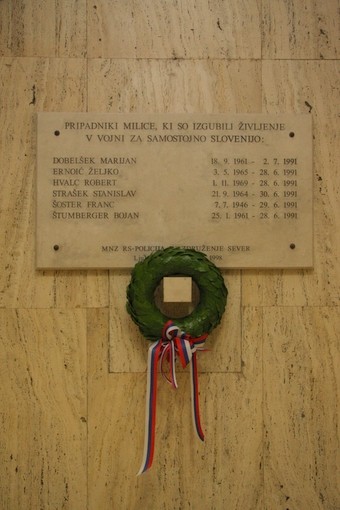 PRIPADNIKI MILICE, KI SO IZGUBILI ŽIVLJENJE
V VOJNI ZA SAMOSTOJNO SLOVENIJO:
DOBELŠEK MARIJAN 18. 9. 1961 - 2. 7. 1991
ERNOIČ ŽELJKO 3. 5. 1965 - 28. 6. 1991
HVALC ROBERT 1. 11. 1969 - 28. 6. 1991
STRAŠEK STANISLAV 21. 9. 1964 - 30. 6. 1991
ŠOSTER FRANC 7. 7. 1946 - 29. 6. 1991
ŠTUMBERGER BOJAN 25. 1. 1961 - 28. 6. 1991
MNZ RS-POLICIJA ZDRUŽENJE SEVER
1998